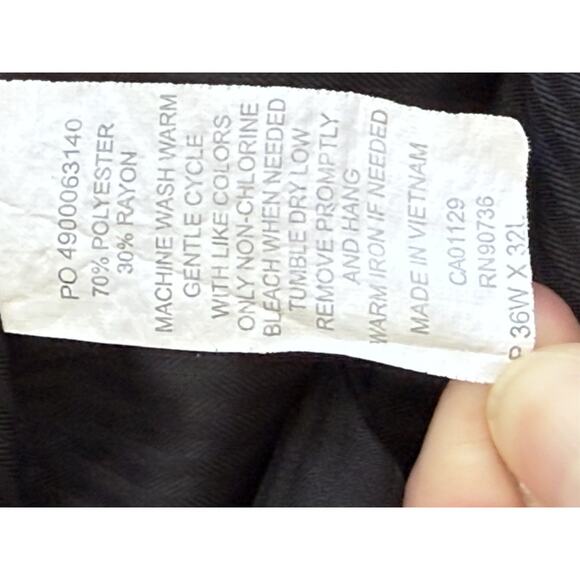 PO 4900063140
70% POLYESTER
30% RAYON
MACHINE WASH WARM
GENTLE CYCLE
WITH LIKE COLORS
ONLY NON-CHLORINE
BLEACH WHEN NEEDED
TUMBLE DRY LOW
REMOVE PROMPTLY
AND HANG
WARM IRON IF NEEDED
MADE IN VIETNAM
CA01129
RN90736
36W X 32L